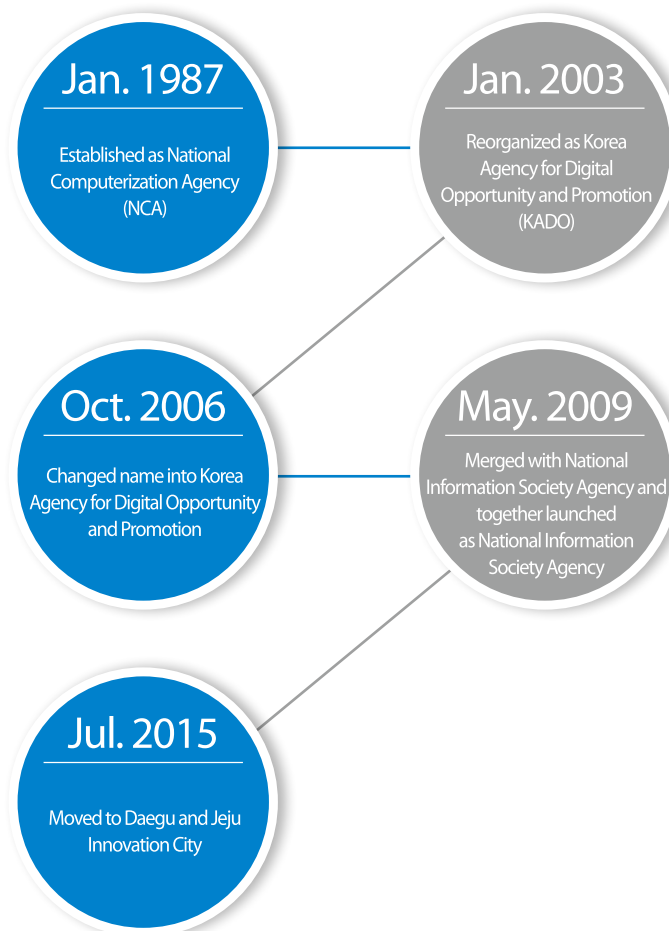 Jan. 1987
Established as National
Computerization Agency
(NCA)
Jan. 2003
Reorganized as Korea
Agency for Digital
Opportunity and Promotion
(KADO)
Oct. 2006
Changed name into Korea
Agency for Digital Opportunity
and Promotion
May. 2009
Merged with National
Information Society Agency and
together launched
as National Information
Society Agency
Jul. 2015
Moved to Daegu and Jeju
Innovation City